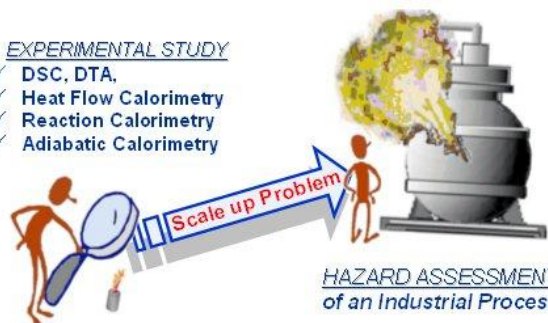 EXPERIMENTAL STUDY
✓ DSC, DTA,
✓ Heat Flow Calorimetry
✓ Reaction Calorimetry
✓ Adiabatic Calorimetry
Scale up Problem
HAZARD ASSESSMEN
of an Industrial Proces